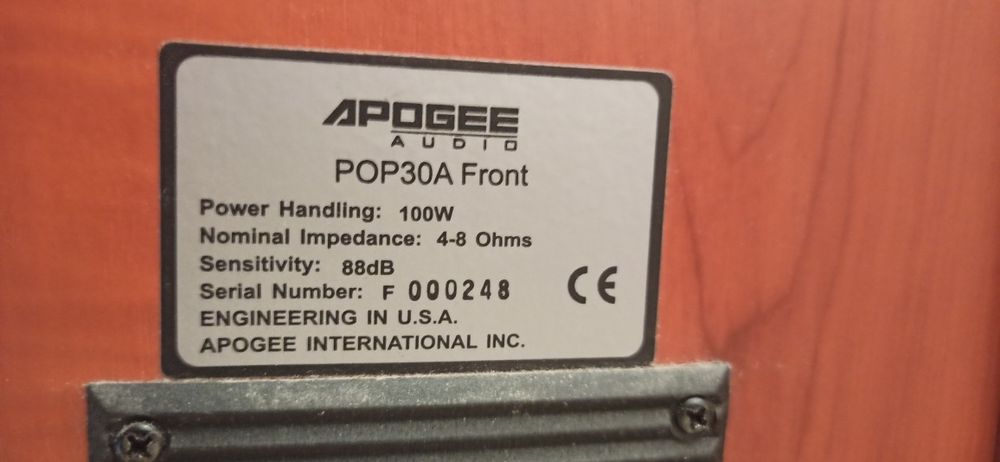 APOGEE
AUDIO
POP30A Front
Power Handling: 100W
Nominal Impedance: 4-8 Ohms
Sensitivity: 88dB
Serial Number: F 000248
CE
ENGINEERING IN U.S.A.
APOGEE INTERNATIONAL INC.